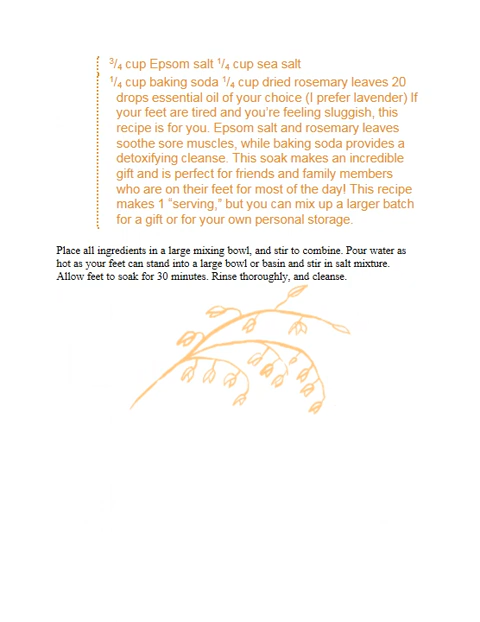 3/4 cup Epsom salt 1/4 cup sea salt
1/4 cup baking soda 1/4 cup dried rosemary leaves 20
drops essential oil of your choice (I prefer lavender) If
your feet are tired and you’re feeling sluggish, this
recipe is for you. Epsom salt and rosemary leaves
soothe sore muscles, while baking soda provides a
detoxifying cleanse. This soak makes an incredible
gift and is perfect for friends and family members
who are on their feet for most of the day! This recipe
makes 1 “serving,” but you can mix up a larger batch
for a gift or for your own personal storage.
Place all ingredients in a large mixing bowl, and stir to combine. Pour water as
hot as your feet can stand into a large bowl or basin and stir in salt mixture.
Allow feet to soak for 30 minutes. Rinse thoroughly, and cleanse.